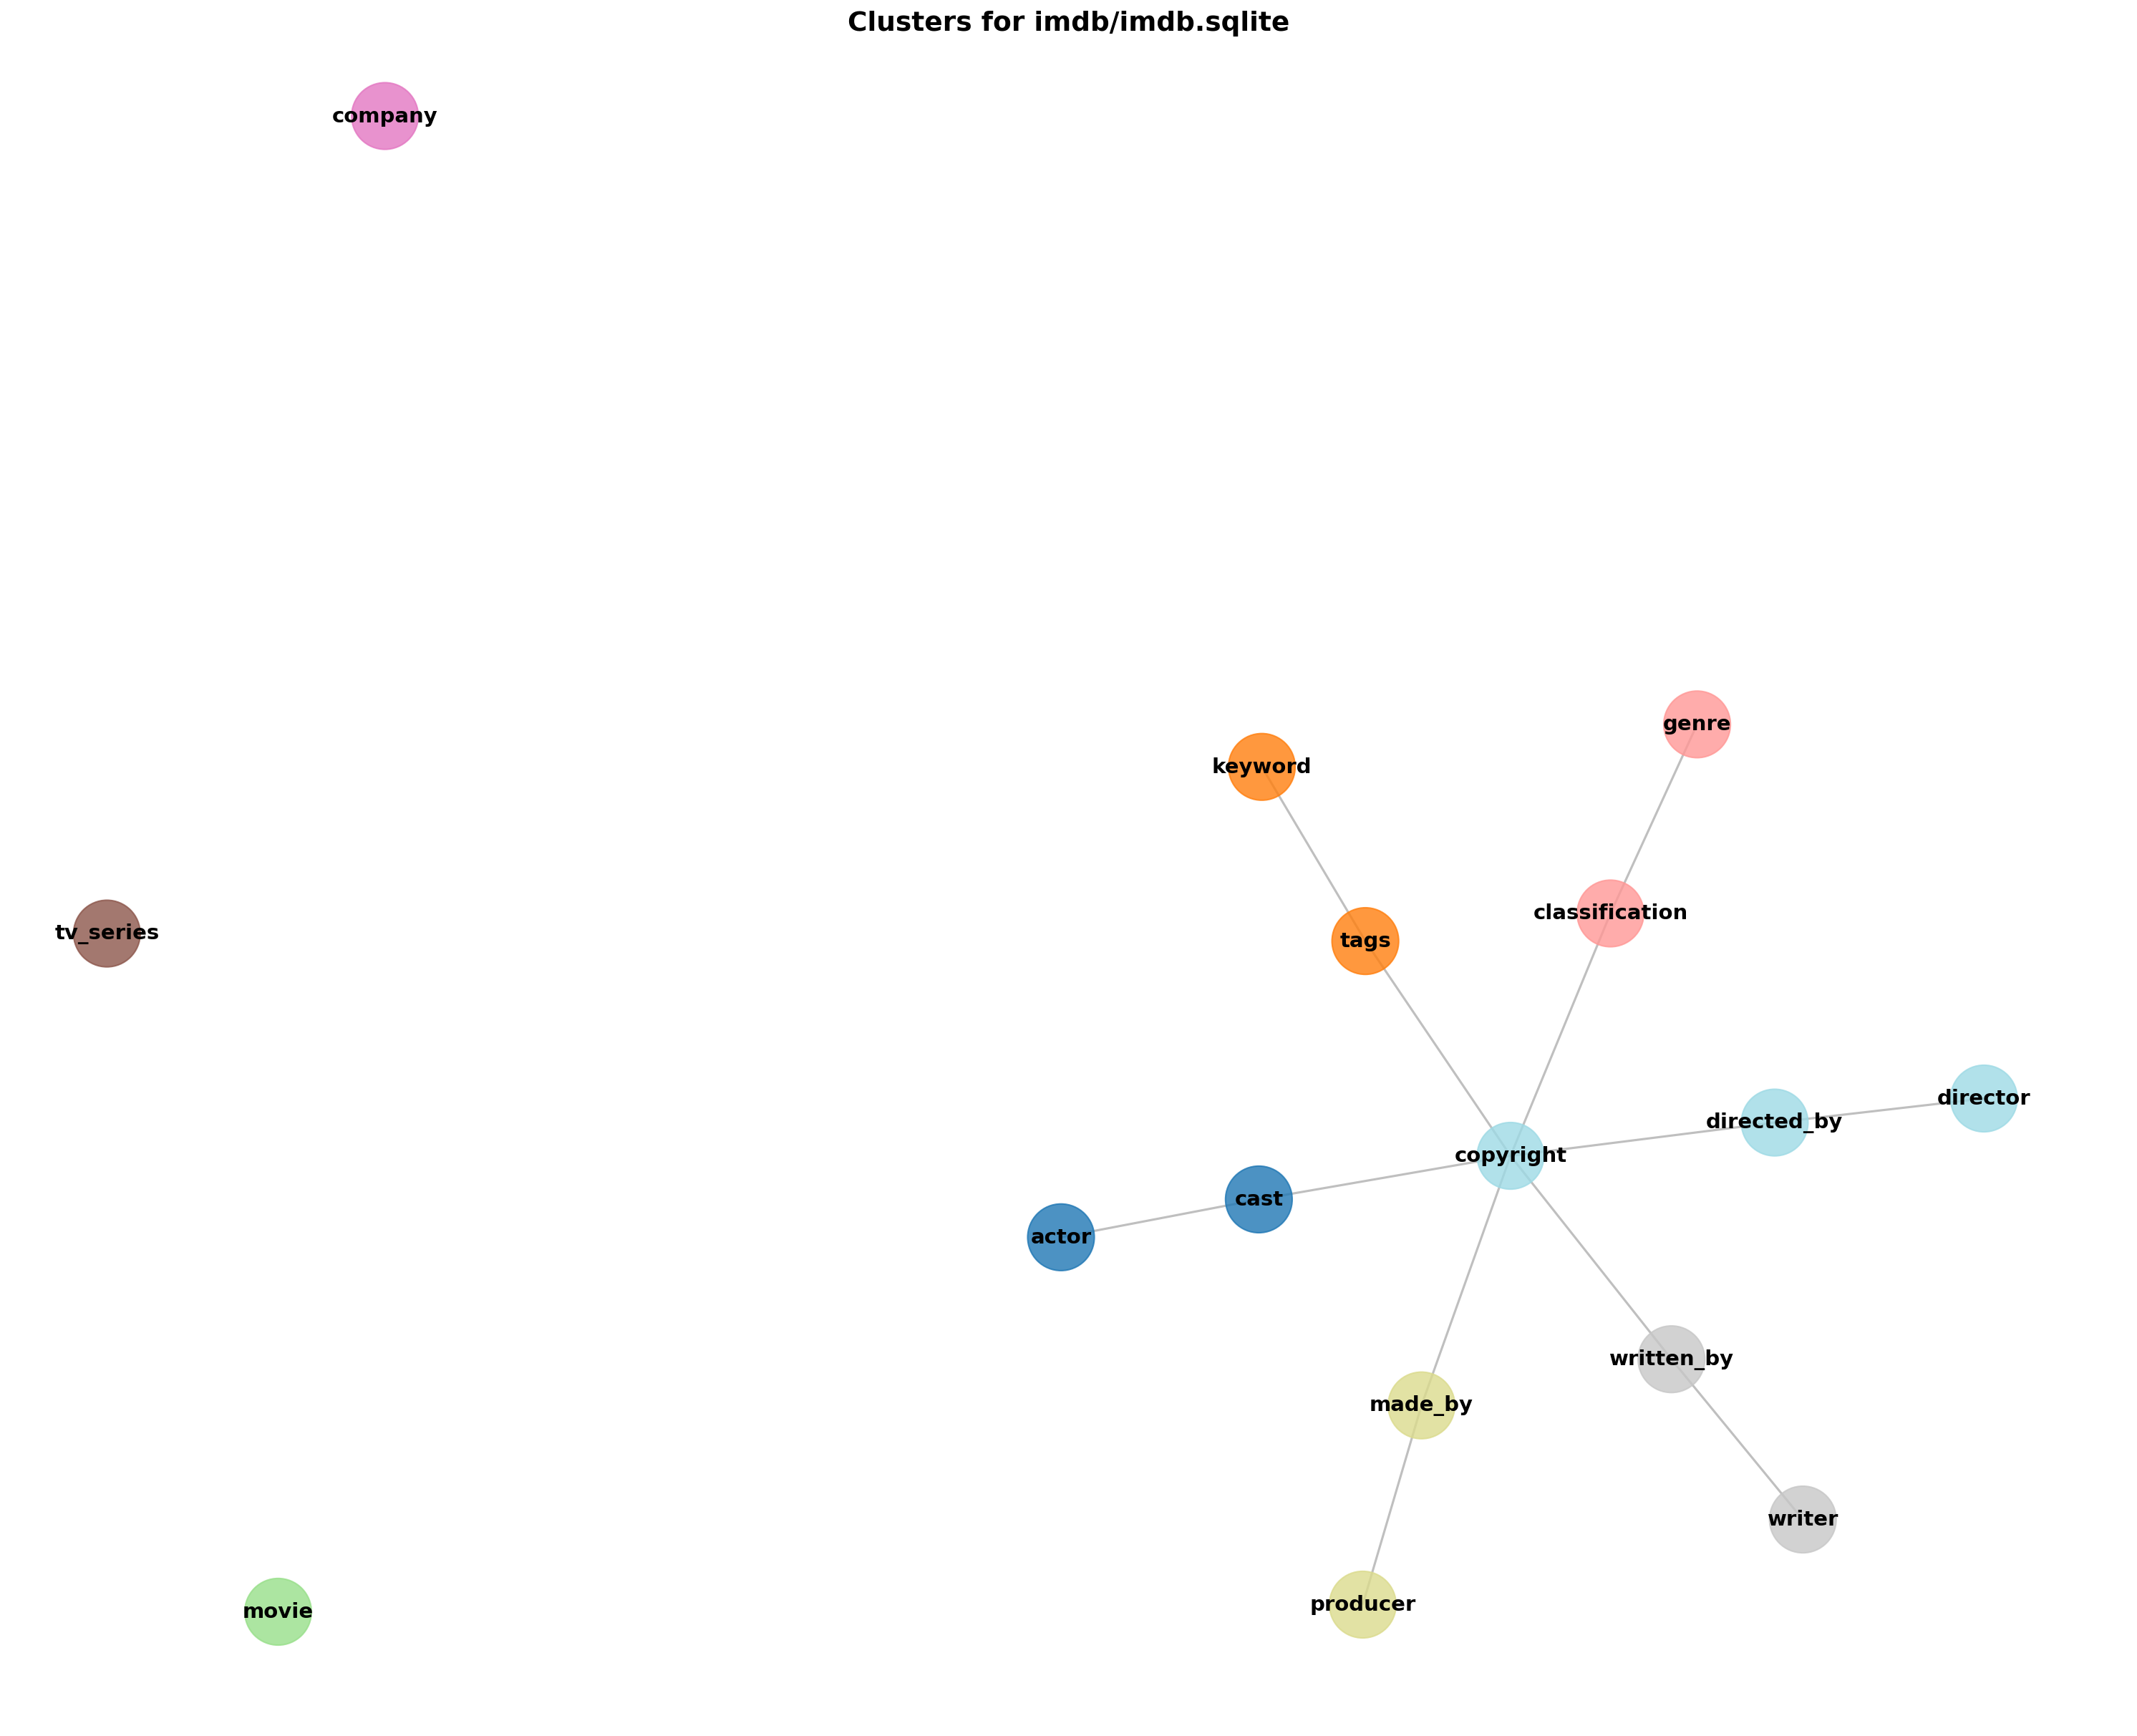 Clusters for imdb/imdb.sqlite
company
genre
keyword
classification
tv_series
tags
director
directed_by
copyright
cast
actor
written_by
made_by
writer
producer
movie